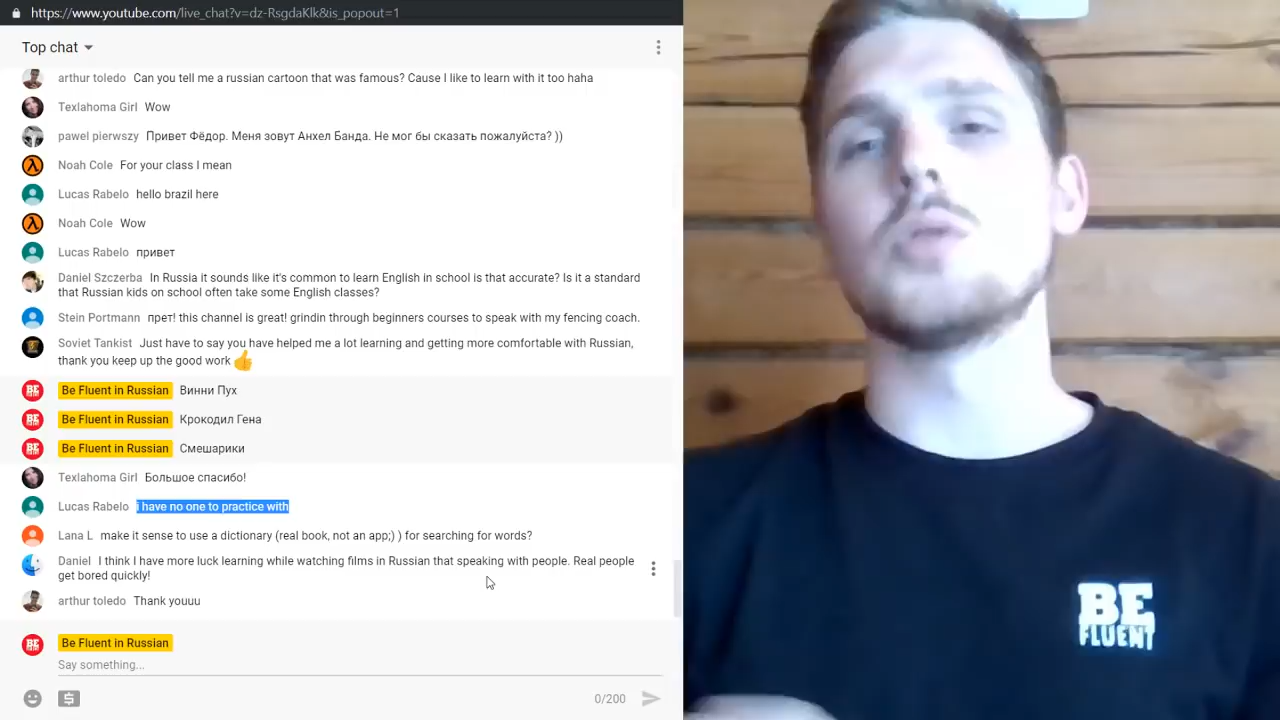 https://www.youtube.com/live_chat?v=dz-RsgdaKlk&is_popout=1
Top chat
arthur toledo Can you tell me a russian cartoon that was famous? Cause I like to learn with it too haha
Texlahoma Girl Wow
pawel pierwszy Привет Фёдор. Меня зовут Анхел Банда. Не мог бы сказать пожалуйста? ))
Noah Cole For your class I mean
Lucas Rabelo hello brazil here
Noah Cole Wow
Lucas Rabelo привет
Daniel Szczerba In Russia it sounds like it's common to learn English in school is that accurate? Is it a standard
that Russian kids on school often take some English classes?
Stein Portmann прет! this channel is great! grindin through beginners courses to speak with my fencing coach.
Soviet Tankist Just have to say you have helped me a lot learning and getting more comfortable with Russian,
thank you keep up the good work 👍
Be Fluent in Russian Винни Пух
Be Fluent in Russian Крокодил Гена
Be Fluent in Russian Смешарики
Texlahoma Girl Большое спасибо!
Lucas Rabelo i have no one to practice with
Lana L make it sense to use a dictionary (real book, not an app;) ) for searching for words?
Daniel I think I have more luck learning while watching films in Russian that speaking with people. Real people
get bored quickly!
arthur toledo Thank youuu
Be Fluent in Russian
Say something...
0/200
BE
FLUENT